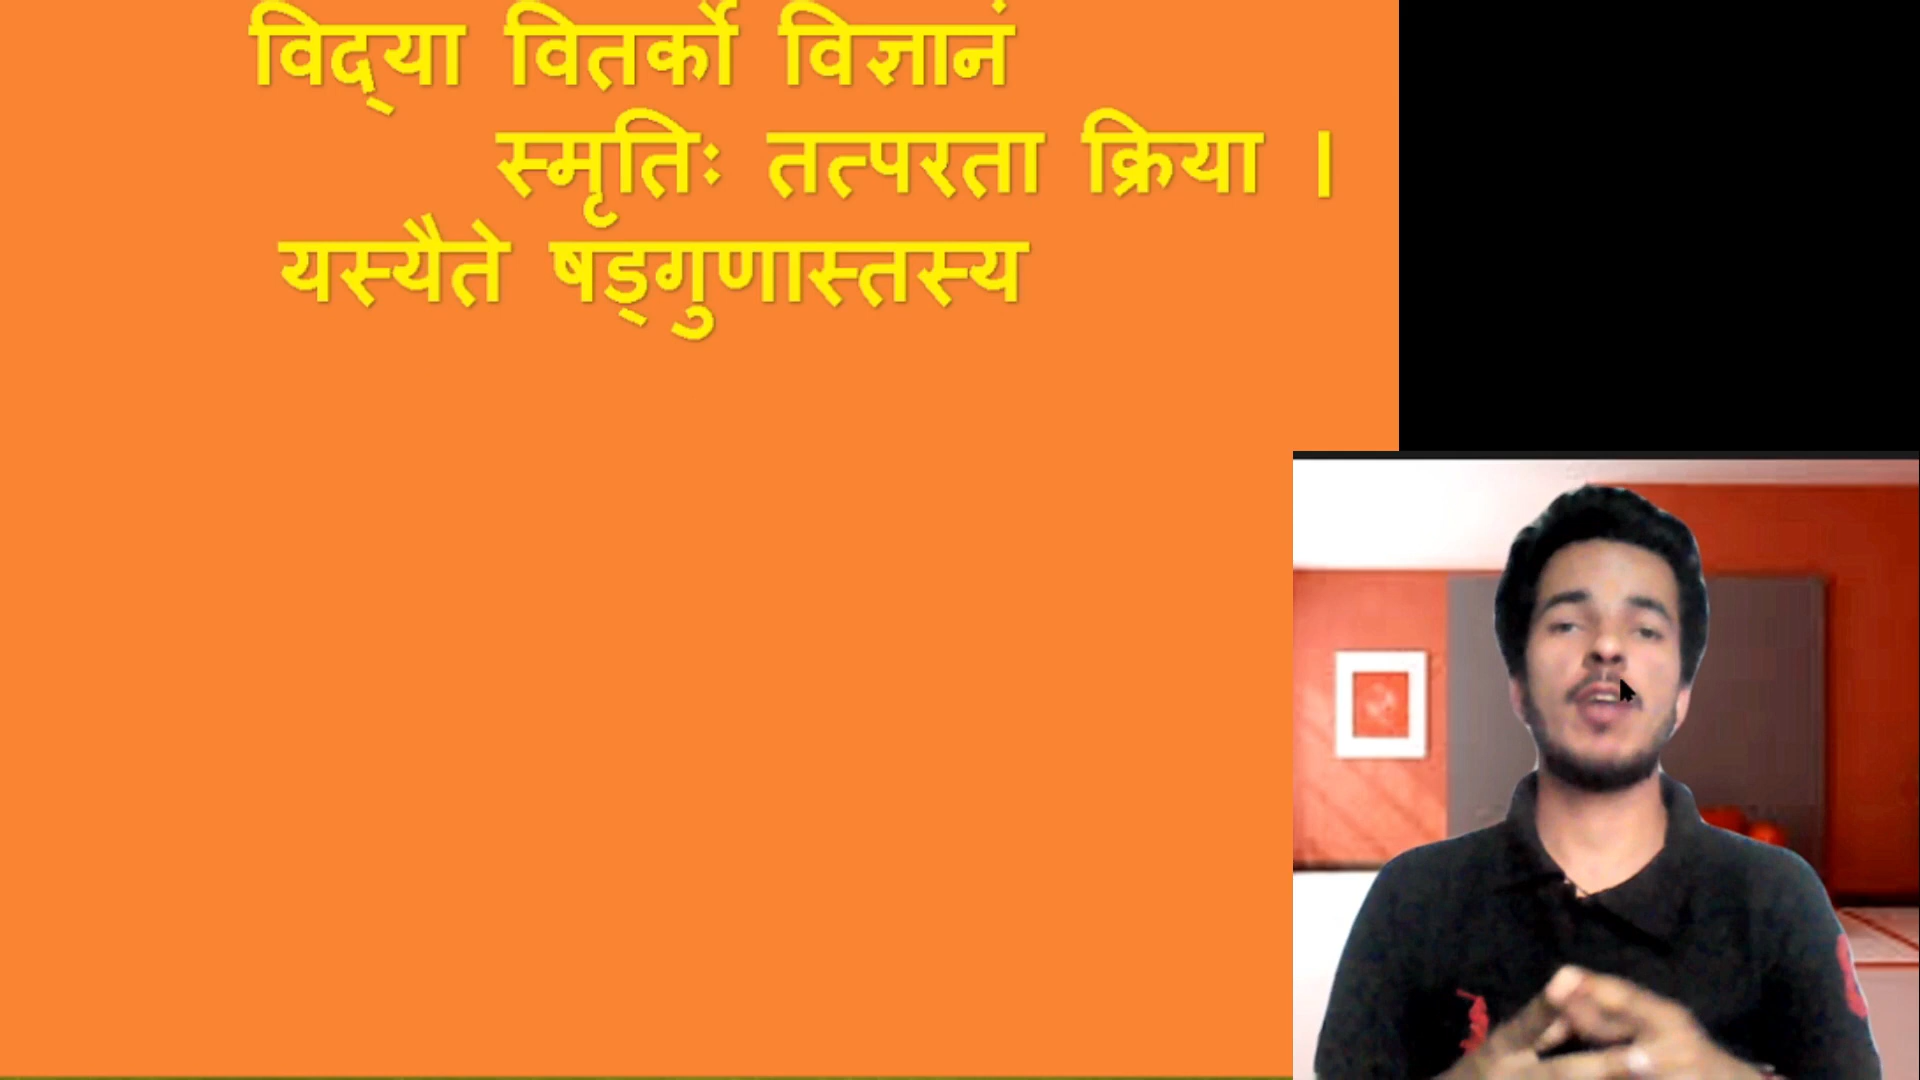 विद्‌या वितर्को विज्ञानं
स्मृतिः तत्परता क्रिया ।
यस्यैते षड्‌गुणास्तस्य